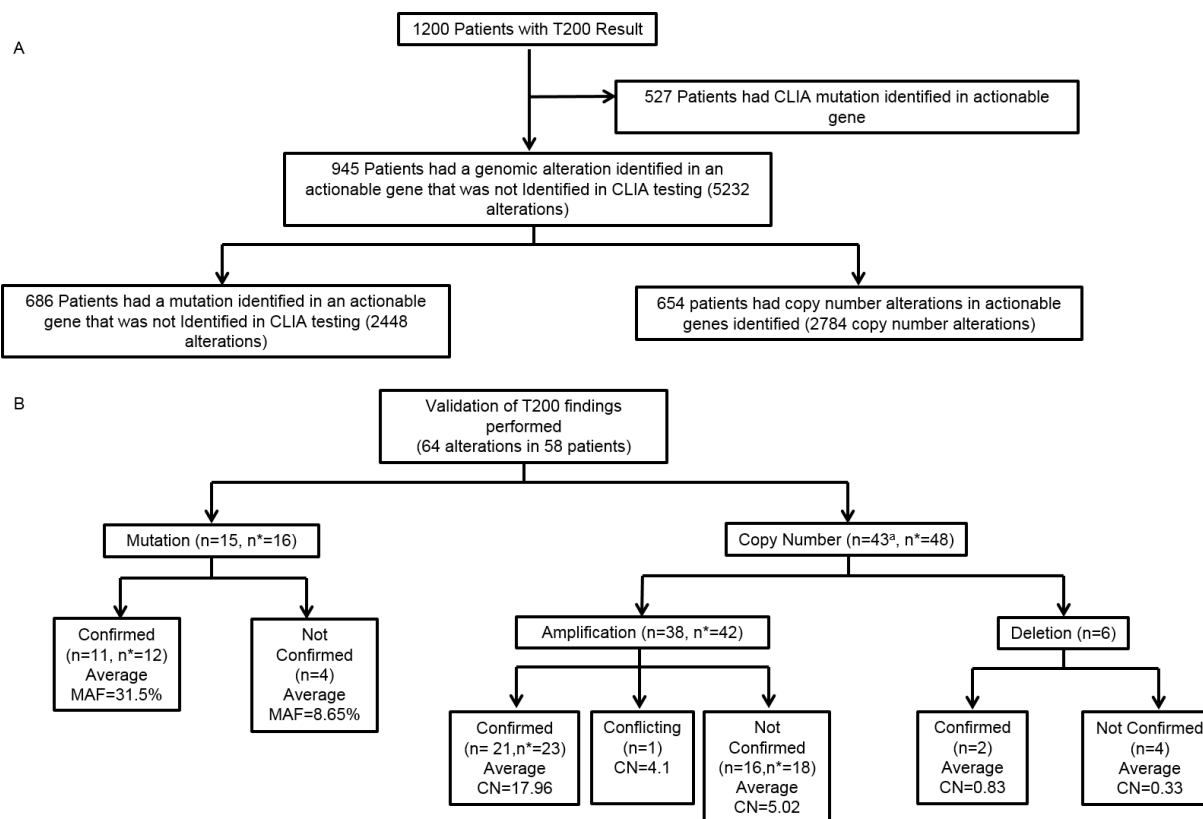 A
1200 Patients with T200 Result
527 Patients had CLIA mutation identified in actionable
gene
945 Patients had a genomic alteration identified in an
actionable gene that was not Identified in CLIA testing (5232
alterations)
686 Patients had a mutation identified in an actionable
gene that was not Identified in CLIA testing (2448
alterations)
654 patients had copy number alterations in actionable
genes identified (2784 copy number alterations)
B
Validation of T200 findings
performed
(64 alterations in 58 patients)
Mutation (n=15, n*=16)
Copy Number (n=43ᵃ, n*=48)
Confirmed
(n=11, n*=12)
Average
MAF=31.5%
Not
Confirmed
(n=4)
Average
MAF=8.65%
Amplification (n=38, n*=42)
Deletion (n=6)
Confirmed
(n= 21,n*=23)
Average
CN=17.96
Conflicting
(n=1)
CN=4.1
Not
Confirmed
(n=16,n*=18)
Average
CN=5.02
Confirmed
(n=2)
Average
CN=0.83
Not Confirmed
(n=4)
Average
CN=0.33